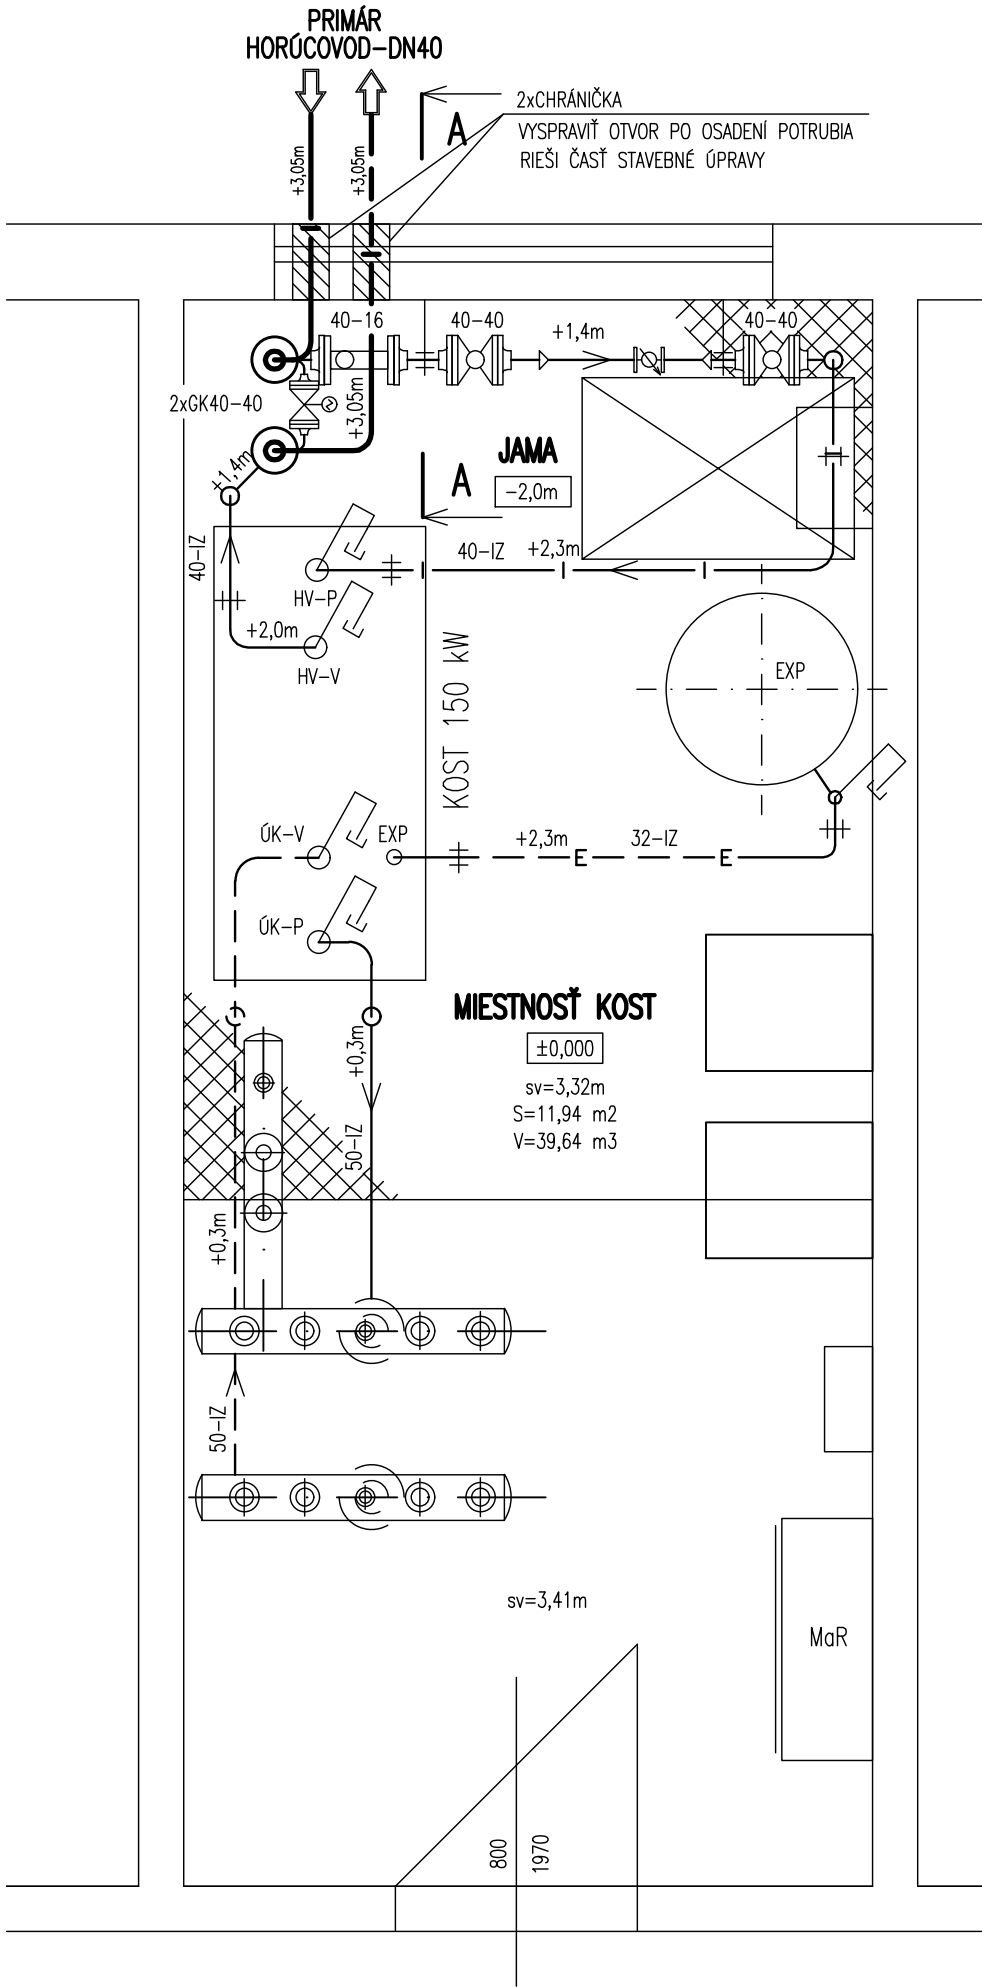 PRIMÁR
HORÚCOVOD-DN40
2xCHRÁNIČKA
A
VYSPRAVIŤ OTVOR PO OSADENÍ POTRUBIA
RIEŠI ČASŤ STAVEBNÉ ÚPRAVY
+3,05m
+3,05m
40-16
40-40
+1,4m
40-40
2xGK40-40
+3,05m
JAMA
-2,0m
A
+1,4m
40-IZ
40-IZ
+2,3m
HV-P
+2,0m
HV-V
KOST 150 kW
EXP
ÚK-V
EXP
+2,3m
32-IZ
E
E
ÚK-P
MIESTNOSŤ KOST
±0,000
+0,3m
sv=3,32m
S=11,94 m2
V=39,64 m3
50-IZ
+0,3m
50-IZ
sv=3,41m
MaR
800
1970